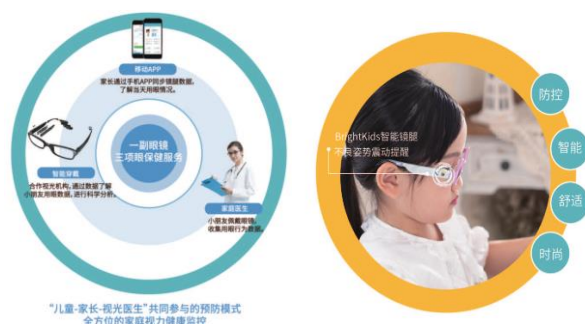 移动APP
家长通过手机APP同步镜腿数据,
了解当天用眼情况。
一副眼镜
三项眼保健服务
智能穿戴
合作视光机构,通过数据了解
小朋友用眼数据,进行科学分析。
家庭医生
小朋友佩戴眼镜,
收集用眼行为数据。
“儿童-家长-视光医生”共同参与的预防模式
全方位的家庭视力健康监控
BrightKids智能镜腿
不良姿势震动提醒
防控
智能
舒适
时尚